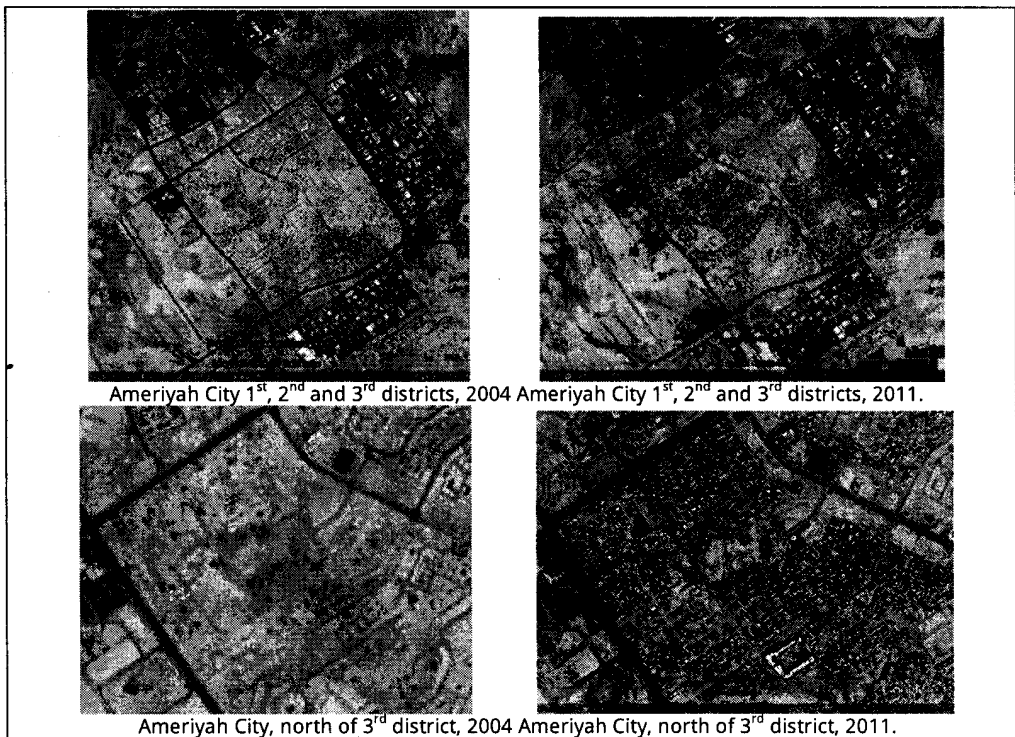 Ameriyah City 1st, 2nd and 3rd districts, 2004 Ameriyah City 1st, 2nd and 3rd districts, 2011.
Ameriyah City, north of 3rd district, 2004 Ameriyah City, north of 3rd district, 2011.